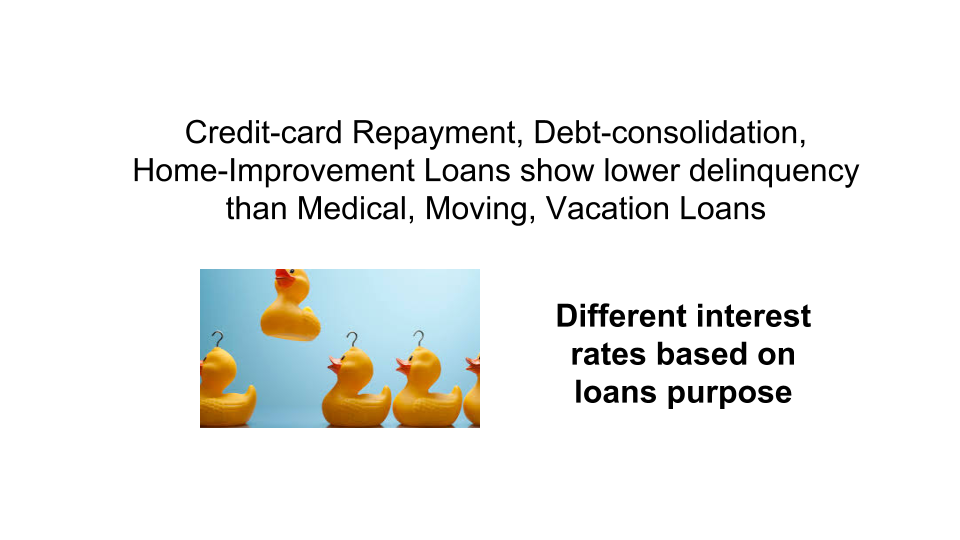 Credit-card Repayment, Debt-consolidation,
Home-Improvement Loans show lower delinquency
than Medical, Moving, Vacation Loans
Different interest
rates based on
loans purpose